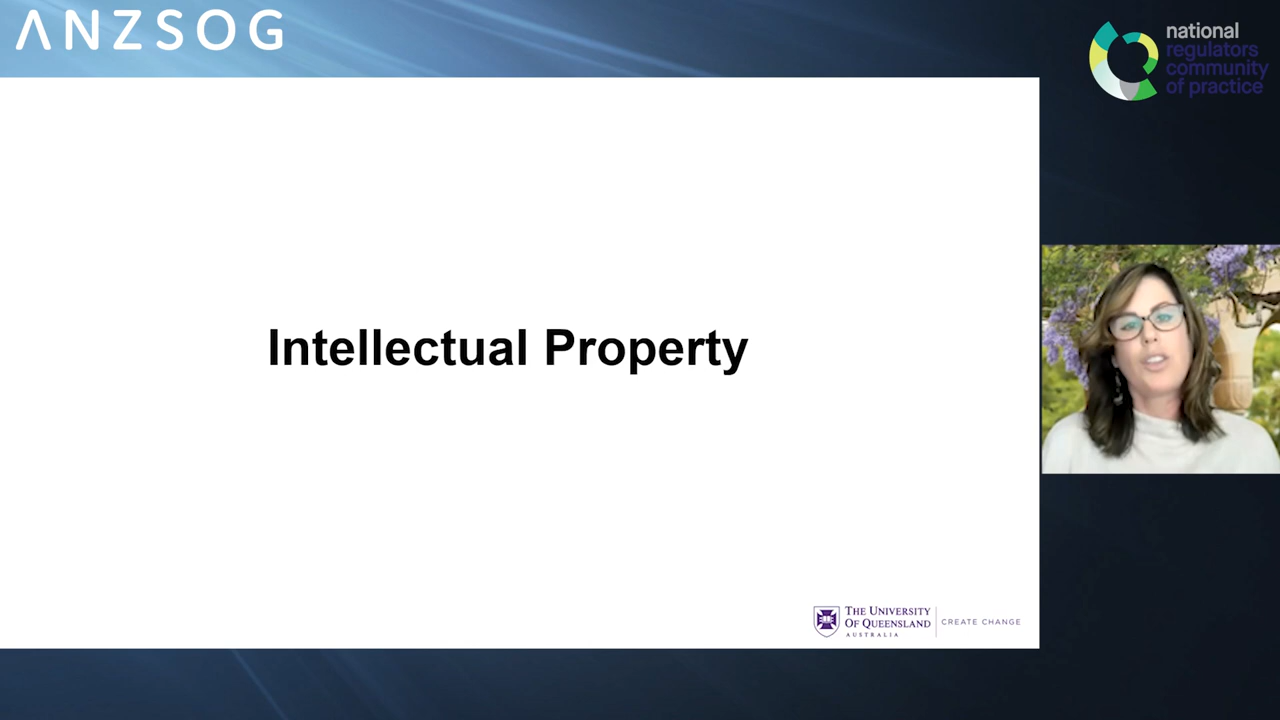 ANZSOG
national
regulators
community
of practice
Intellectual Property
THE UNIVERSITY
OF QUEENSLAND
AUSTRALIA
CREATE CHANGE